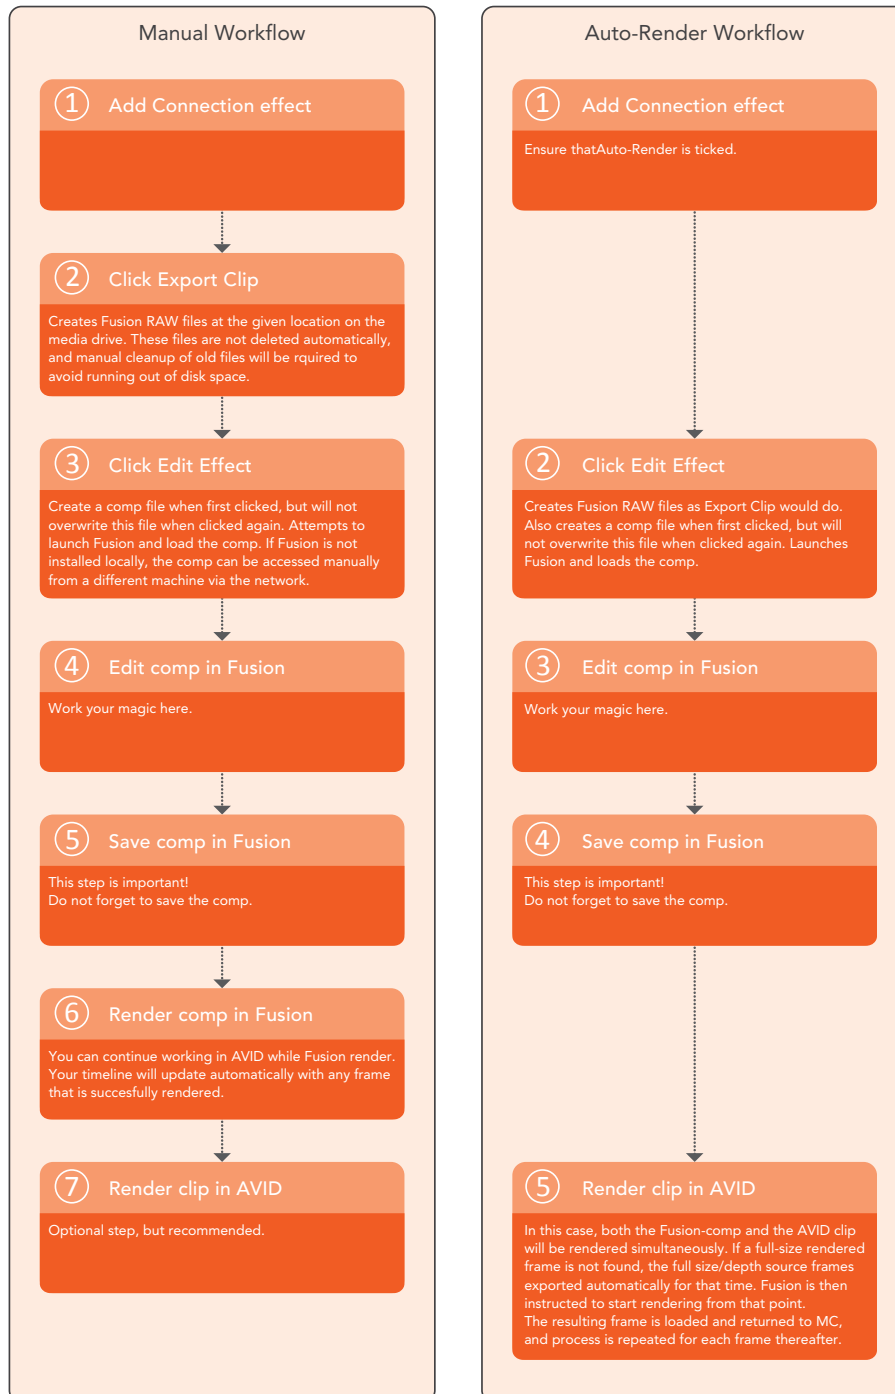 Manual Workflow
1 Add Connection effect
2 Click Export Clip
Creates Fusion RAW files at the given location on the
media drive. These files are not deleted automatically,
and manual cleanup of old files will be rquired to
avoid running out of disk space.
3 Click Edit Effect
Create a comp file when first clicked, but will not
overwrite this file when clicked again. Attempts to
launch Fusion and load the comp. If Fusion is not
installed locally, the comp can be accessed manually
from a different machine via the network.
4 Edit comp in Fusion
Work your magic here.
5 Save comp in Fusion
This step is important!
Do not forget to save the comp.
6 Render comp in Fusion
You can continue working in AVID while Fusion render.
Your timeline will update automatically with any frame
that is succesfully rendered.
7 Render clip in AVID
Optional step, but recommended.
Auto-Render Workflow
1 Add Connection effect
Ensure thatAuto-Render is ticked.
2 Click Edit Effect
Creates Fusion RAW files as Export Clip would do.
Also creates a comp file when first clicked, but will
not overwrite this file when clicked again. Launches
Fusion and loads the comp.
3 Edit comp in Fusion
Work your magic here.
4 Save comp in Fusion
This step is important!
Do not forget to save the comp.
5 Render clip in AVID
In this case, both the Fusion-comp and the AVID clip
will be rendered simultaneously. If a full-size rendered
frame is not found, the full size/depth source frames
exported automatically for that time. Fusion is then
instructed to start rendering from that point.
The resulting frame is loaded and returned to MC,
and process is repeated for each frame thereafter.